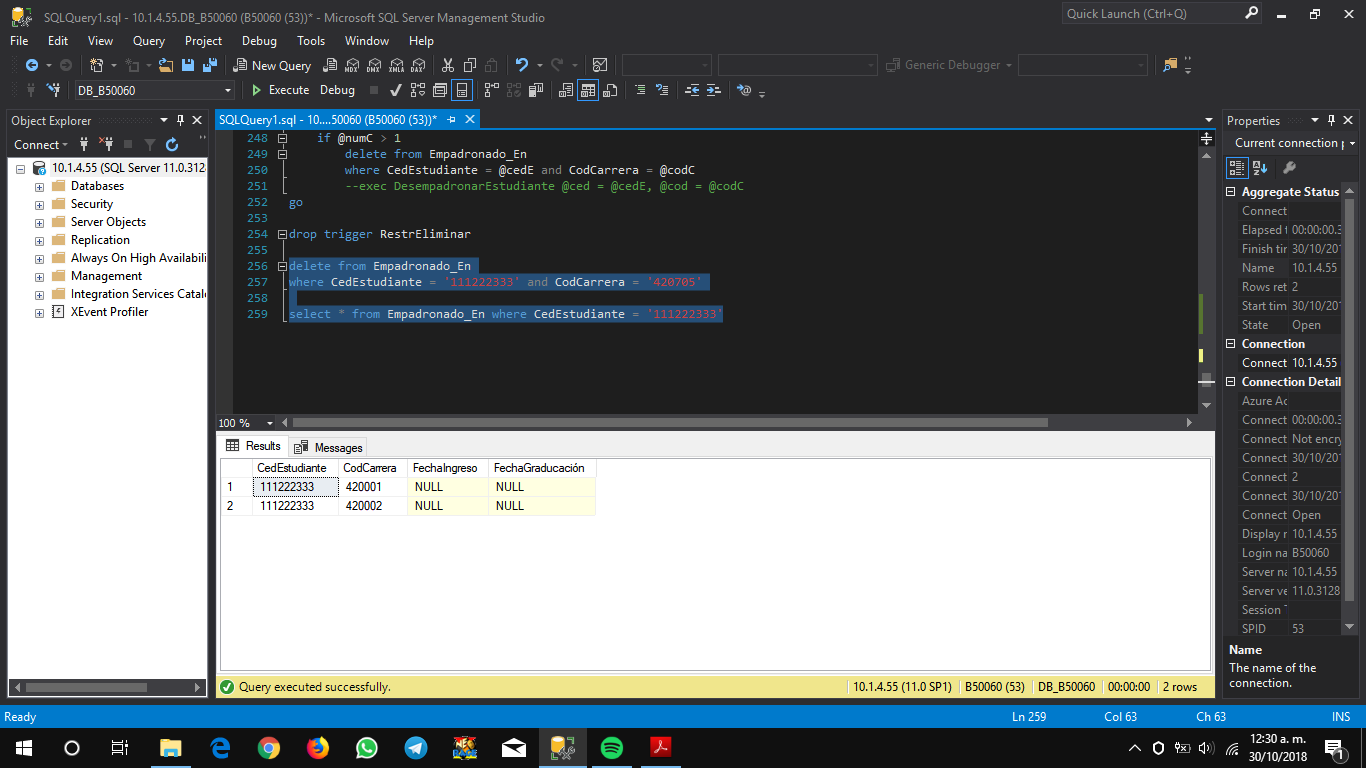 SQLQuery1.sql - 10.1.4.55.DB_B50060 (B50060 (53))* - Microsoft SQL Server Management Studio
Quick Launch (Ctrl+Q)
File Edit View Query Project Debug Tools Window Help
New Query MDX DMX XMLA DAX
Generic Debugger
DB_B50060
Execute Debug
Object Explorer
Connect
10.1.4.55 (SQL Server 11.0.3128
Databases
Security
Server Objects
Replication
Always On High Availabili
Management
Integration Services Catalo
XEvent Profiler
SQLQuery1.sql - 10....50060 (B50060 (53))*
248 if @numC > 1
249 delete from Empadronado_En
250 where CedEstudiante = @cedE and CodCarrera = @codC
251 --exec DesempadronarEstudiante @ced = @cedE, @cod = @codC
252 go
253
254 drop trigger RestrEliminar
255
256 delete from Empadronado_En
257 where CedEstudiante = '111222333' and CodCarrera = '420705'
258
259 select * from Empadronado_En where CedEstudiante = '111222333'
100 %
Results Messages
CedEstudiante CodCarrera FechaIngreso FechaGraducación
1 111222333 420001 NULL NULL
2 111222333 420002 NULL NULL
Query executed successfully.
10.1.4.55 (11.0 SP1) B50060 (53) DB_B50060 00:00:00 2 rows
Properties
Current connection p
Aggregate Status
Connect
Elapsed t 00:00:00.3
Finish tir 30/10/201
Name 10.1.4.55
Rows ret 2
Start tim 30/10/201
State Open
Connection
Connect 10.1.4.55
Connection Detail
Azure Ac
Connect 00:00:00.3
Connect Not encry
Connect 30/10/201
Connect 2
Connect 30/10/201
Connect Open
Display r 10.1.4.55
Login na B50060
Server na 10.1.4.55
Server ve 11.0.3128
Session
SPID 53
Name
The name of the
connection.
Ready
Ln 259 Col 63 Ch 63 INS
12:30 a. m.
30/10/2018
1